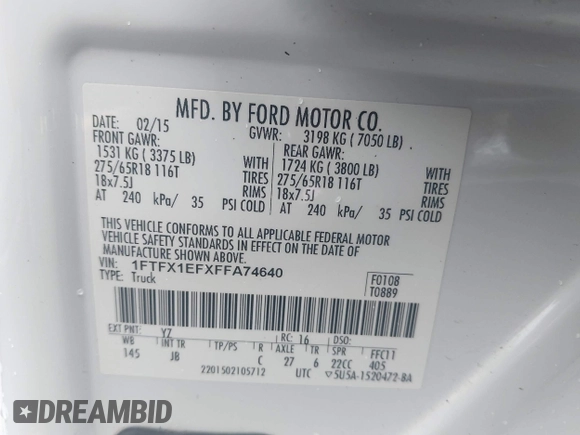 MFD. BY FORD MOTOR CO.
DATE: 02/15 GVWR: 3198 KG ( 7050 LB)
FRONT GAWR: REAR GAWR:
1531 KG ( 3375 LB) WITH 1724 KG ( 3800 LB) WITH
275/65R18 116T TIRES 275/65R18 116T TIRES
18x7.5J RIMS 18x7.5J RIMS
AT 240 kPa/ 35 PSI COLD AT 240 kPa/ 35 PSI COLD
THIS VEHICLE CONFORMS TO ALL APPLICABLE FEDERAL MOTOR
VEHICLE SAFETY STANDARDS IN EFFECT ON THE DATE OF
MANUFACTURE SHOWN ABOVE.
VIN: 1FTFX1EFXFFA74640 F0108
TYPE: Truck T0889
EXT PNT: YZ RC: 16 DSO:
WB INT TR TP/PS R AXLE TR SPR FFC11
145 JB C 27 6 22CC 405
2201502105712 UTC ▽5U5A-1520472-BA
DREAMBID
dreambid.com